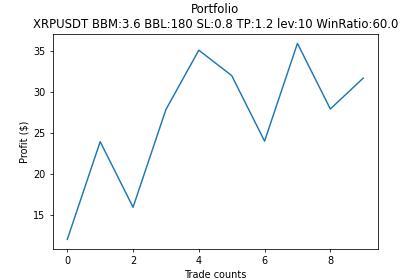 Portfolio
XRPUSDT BBM:3.6 BBL:180 SL:0.8 TP:1.2 lev:10 WinRatio:60.0
Profit ($)
35
30
25
20
15
0
2
4
6
8
Trade counts